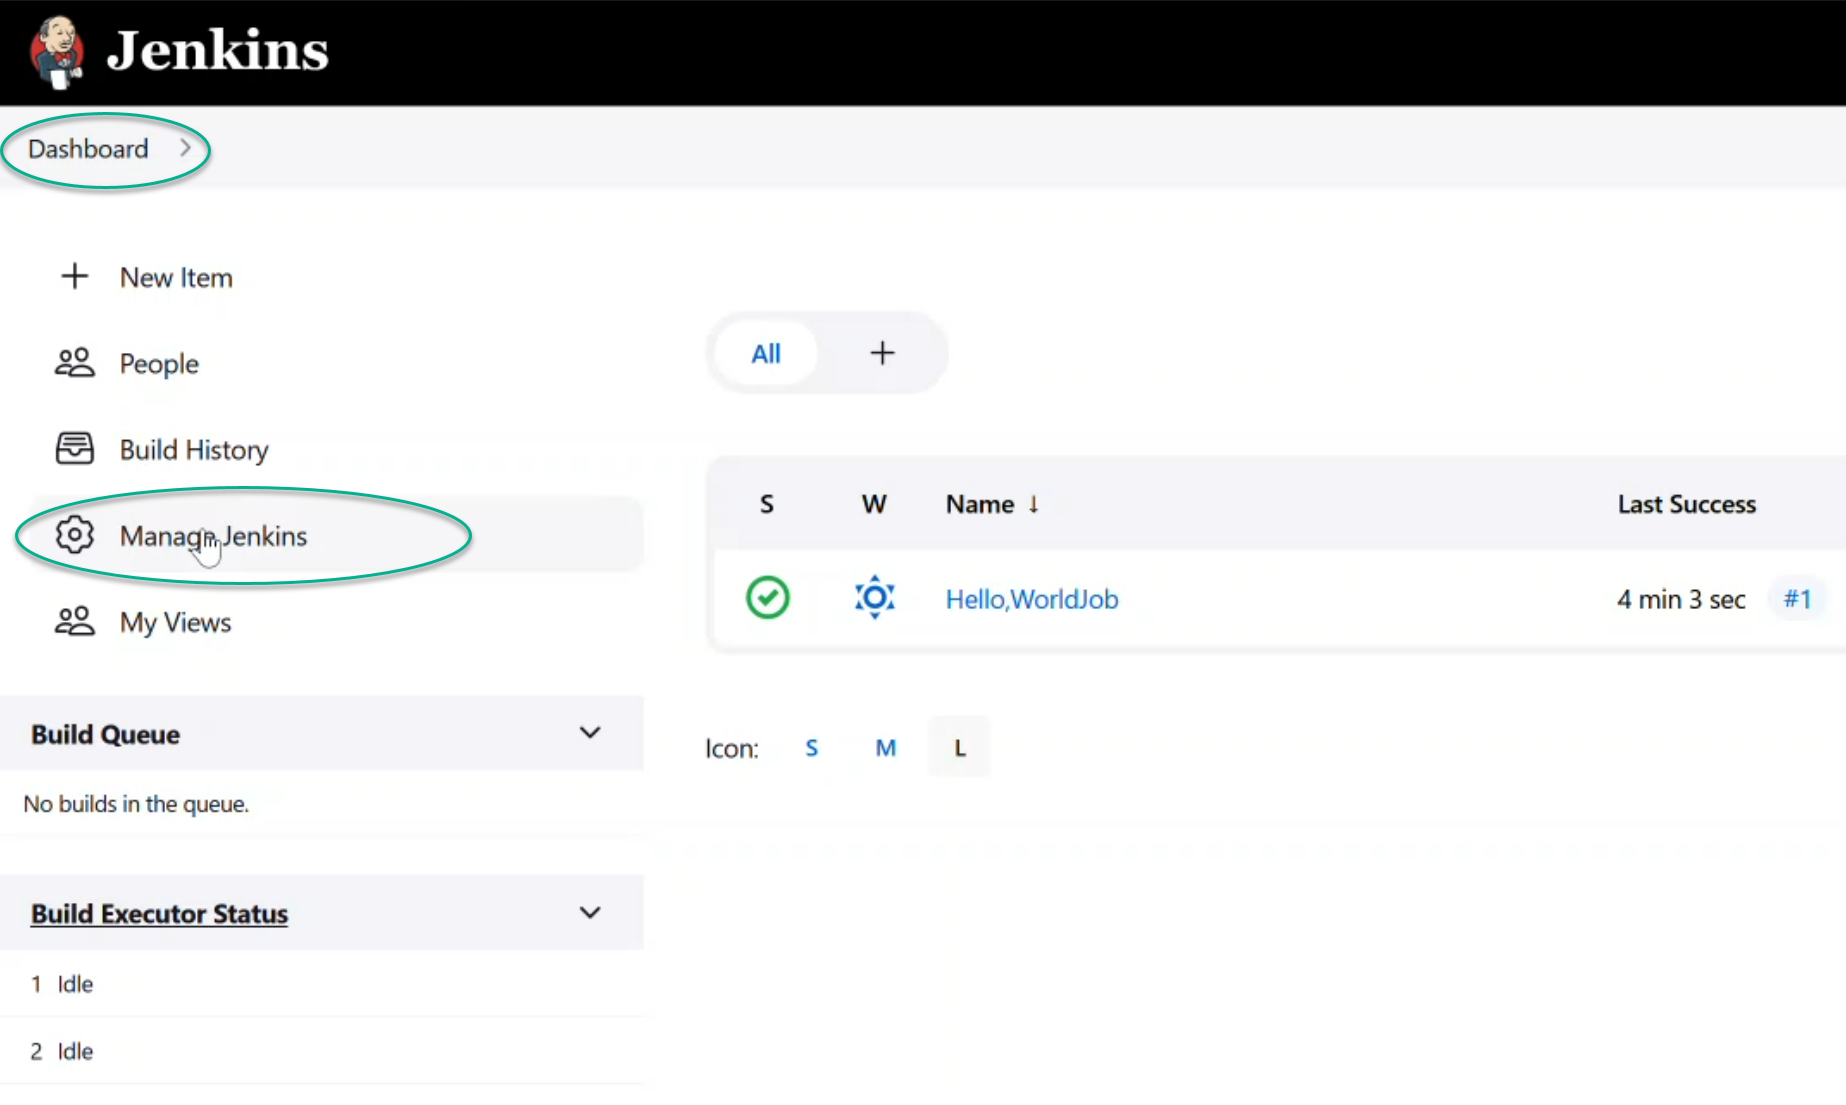 Jenkins
Dashboard
New Item
People
Build History
Manage Jenkins
My Views
Build Queue
No builds in the queue.
Build Executor Status
1 Idle
2 Idle
All +
S W Name ↓ Last Success
Hello,WorldJob 4 min 3 sec #1
Icon: S M L